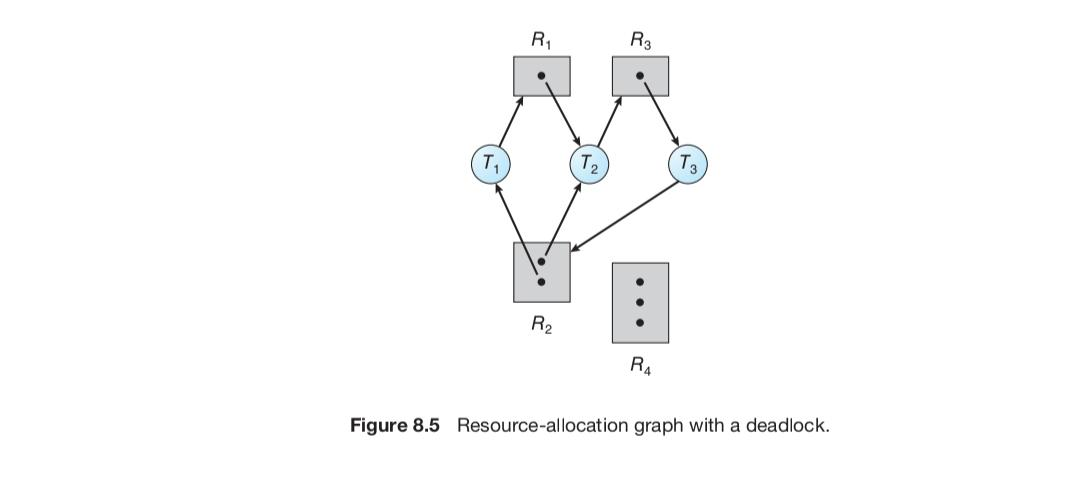 R1 R3
T1 T2 T3
R2
R4
Figure 8.5 Resource-allocation graph with a deadlock.